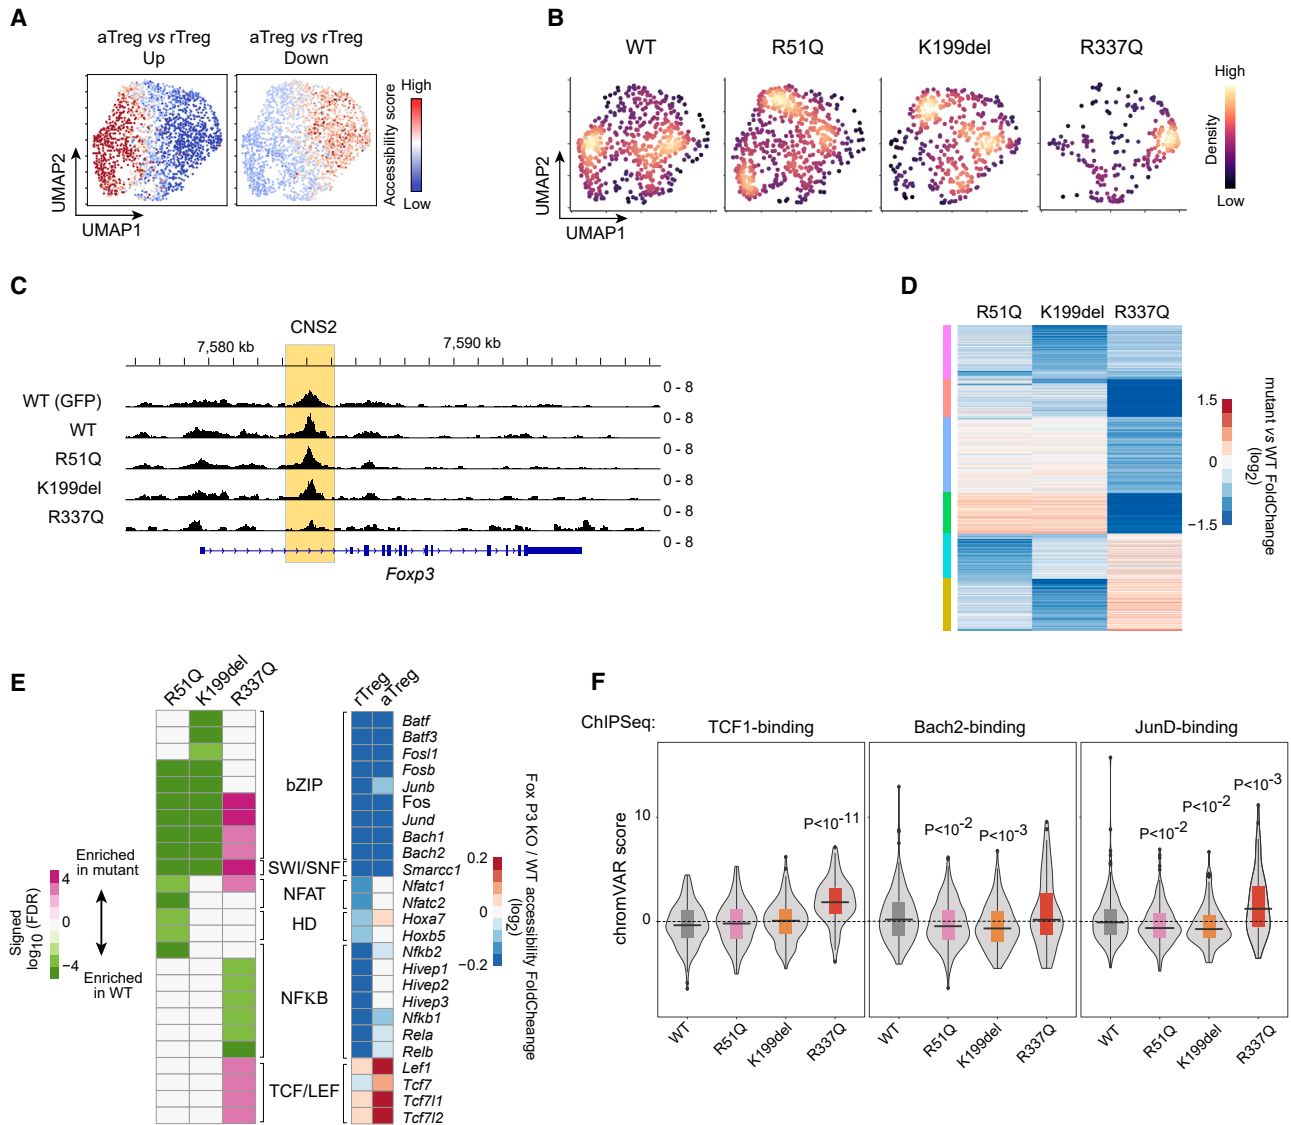 A
aTreg vs rTreg
Up
aTreg vs rTreg
Down
High
Accessibility score
Low
UMAP2
UMAP1
B
WT
R51Q
K199del
R337Q
High
Density
Low
UMAP2
UMAP1
C
CNS2
7,580 kb
7,590 kb
WT (GFP)
0 - 8
WT
0 - 8
R51Q
0 - 8
K199del
0 - 8
R337Q
0 - 8
0 - 8
Foxp3
D
R51Q
K199del
R337Q
1.5
0
−1.5
mutant vs WT FoldChange
(log2)
E
R51Q
K199del
R337Q
rTreg
aTreg
bZIP
SWI/SNF
NFAT
HD
NFKB
TCF/LEF
Batf
Batf3
Fosl1
Fosb
Junb
Fos
Jund
Bach1
Bach2
Smarcc1
Nfatc1
Nfatc2
Hoxa7
Hoxb5
Nfkb2
Hivep1
Hivep2
Hivep3
Nfkb1
Rela
Relb
Lef1
Tcf7
Tcf7l1
Tcf7l2
Enriched
in mutant
4
0
−4
Enriched
in WT
Signed
log10 (FDR)
0.2
0
−0.2
Fox P3 KO / WT accessibility FoldCheange
(log2)
F
ChIPSeq:
TCF1-binding
Bach2-binding
JunD-binding
P<10-11
P<10-2
P<10-3
P<10-2
P<10-2
P<10-3
chromVAR score
10
0
WT
R51Q
K199del
R337Q
WT
R51Q
K199del
R337Q
WT
R51Q
K199del
R337Q